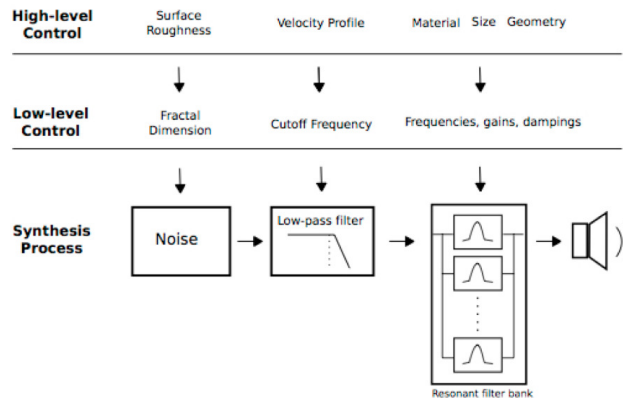 High-level
Control
Surface
Roughness
Velocity Profile
Material Size Geometry
Low-level
Control
Fractal
Dimension
Cutoff Frequency
Frequencies, gains, dampings
Synthesis
Process
Noise
Low-pass filter
Resonant filter bank